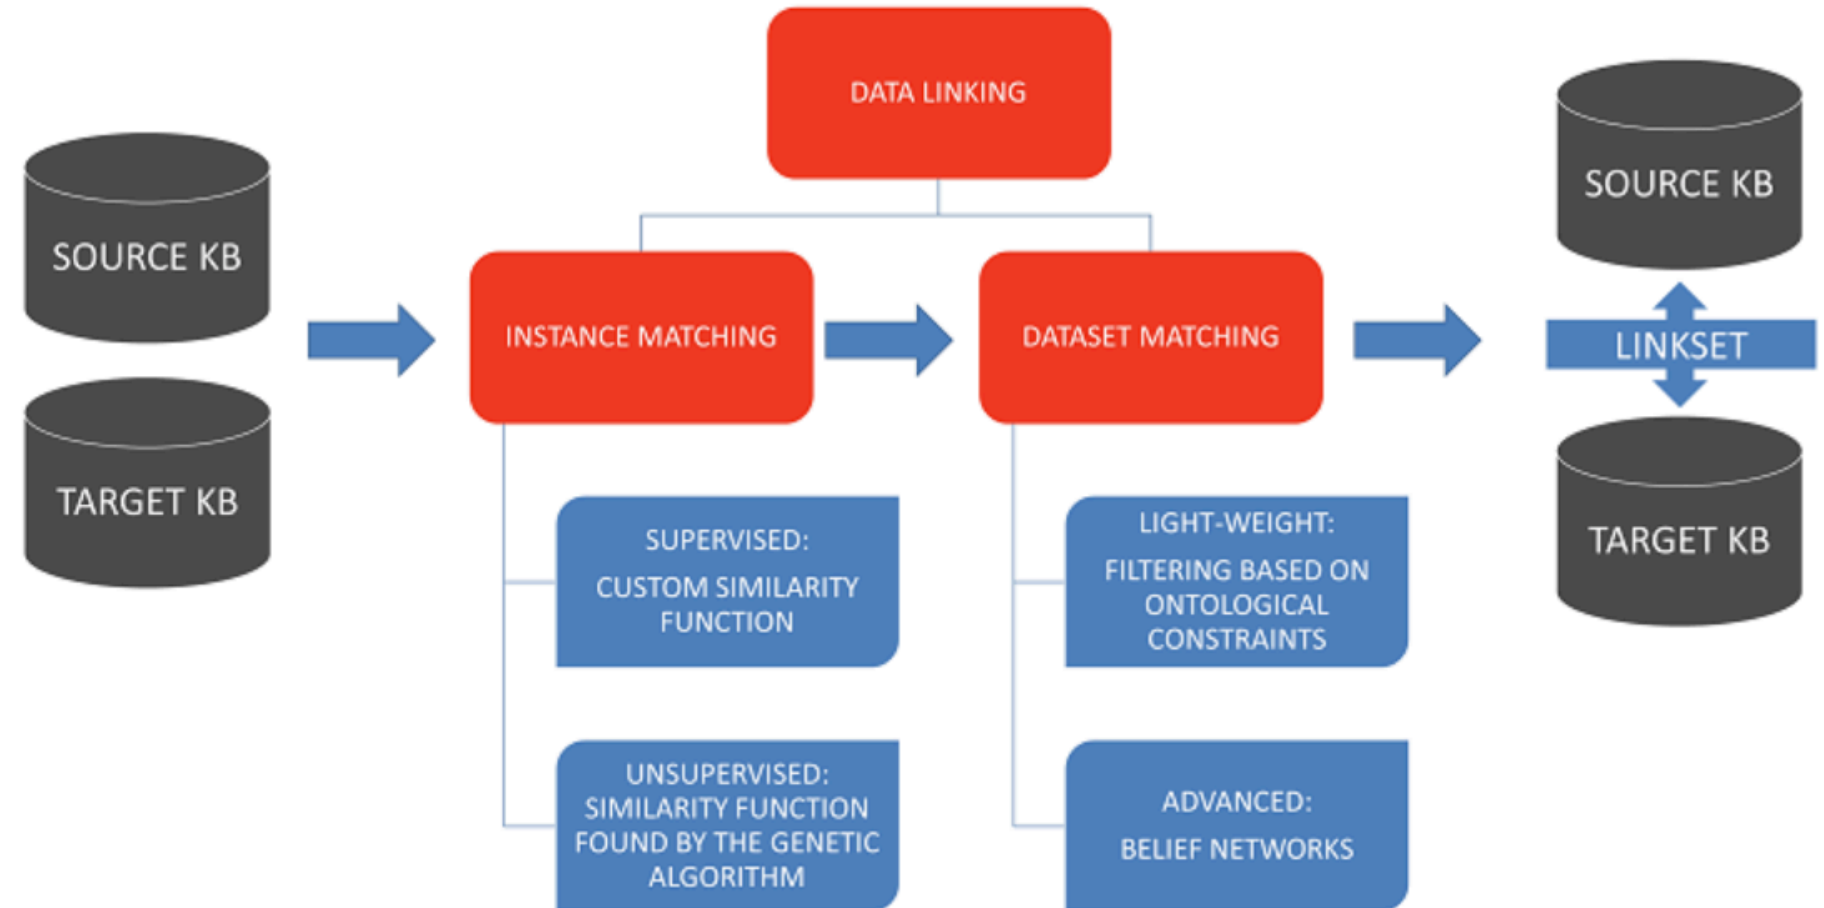 DATA LINKING
SOURCE KB
TARGET KB
INSTANCE MATCHING
SUPERVISED:
CUSTOM SIMILARITY
FUNCTION
UNSUPERVISED:
SIMILARITY FUNCTION
FOUND BY THE GENETIC
ALGORITHM
DATASET MATCHING
LIGHT-WEIGHT:
FILTERING BASED ON
ONTOLOGICAL
CONSTRAINTS
ADVANCED:
BELIEF NETWORKS
SOURCE KB
LINKSET
TARGET KB